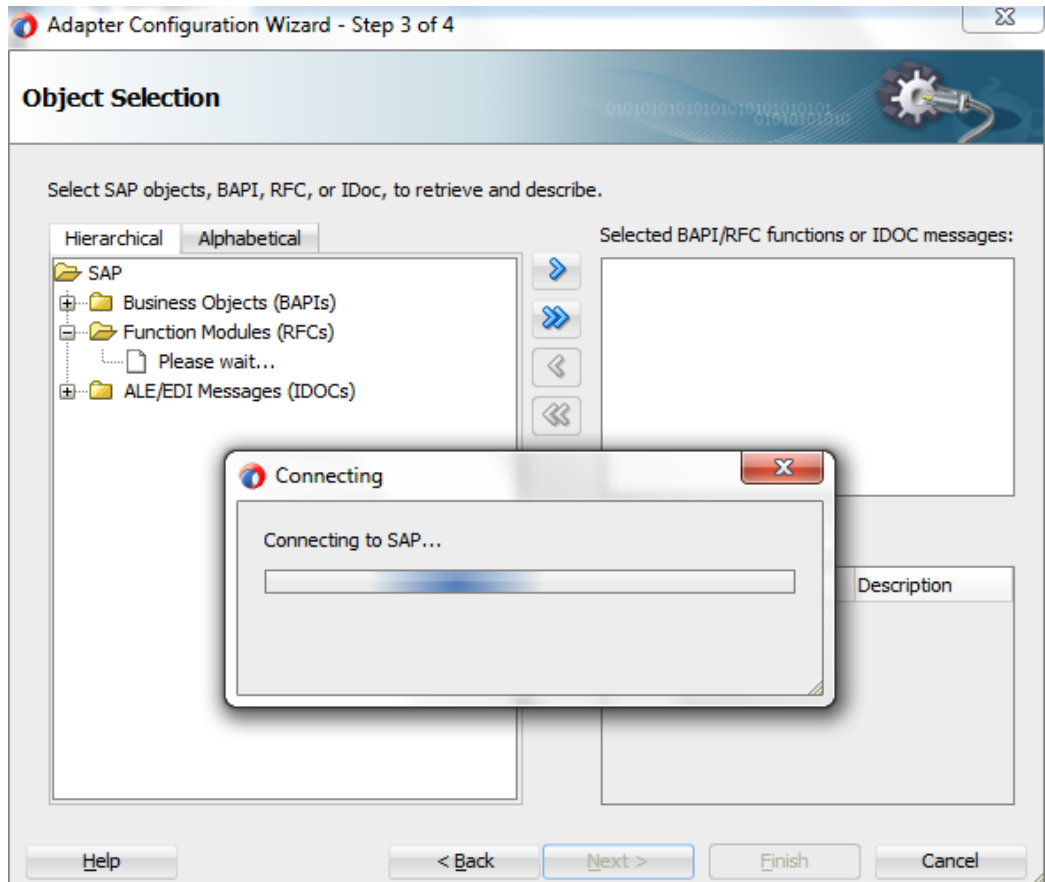 Adapter Configuration Wizard - Step 3 of 4
Object Selection
Select SAP objects, BAPI, RFC, or IDoc, to retrieve and describe.
Hierarchical
Alphabetical
SAP
Business Objects (BAPIs)
Function Modules (RFCs)
Please wait...
ALE/EDI Messages (IDOCs)
Selected BAPI/RFC functions or IDOC messages:
Connecting
Connecting to SAP...
Description
Help
< Back
Next >
Finish
Cancel